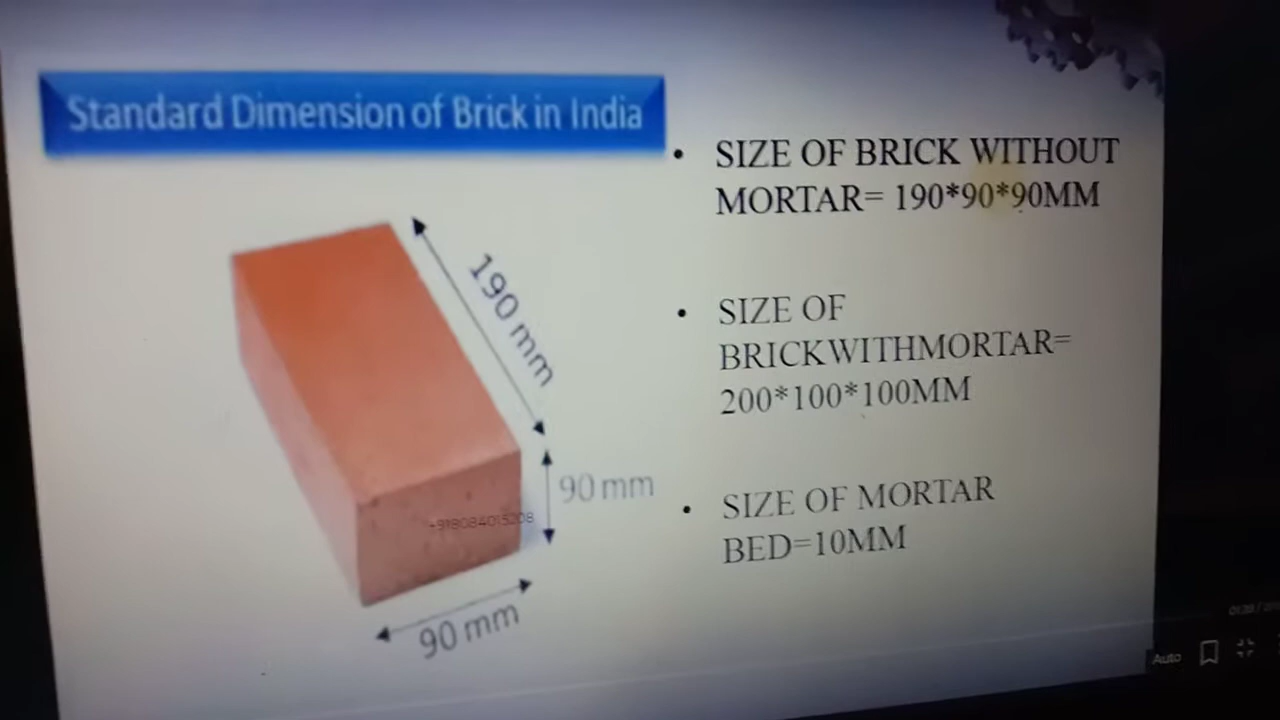 Standard Dimension of Brick in India
• SIZE OF BRICK WITHOUT
MORTAR= 190*90*90MM
190 mm
• SIZE OF
BRICKWITHMORTAR=
200*100*100MM
90 mm
+918084015208
• SIZE OF MORTAR
BED=10MM
90 mm
Auto